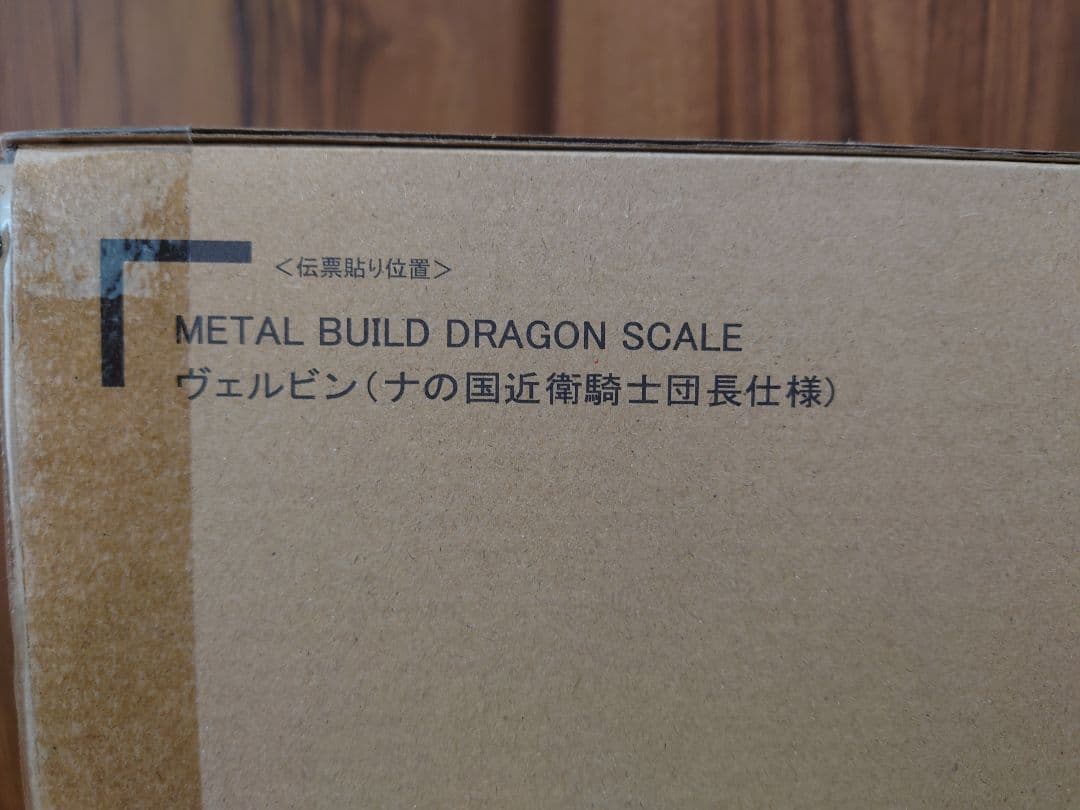 ＜伝票貼り位置＞
METAL BUILD DRAGON SCALE
ヴェルビン（ナの国近衛騎士団長仕様）